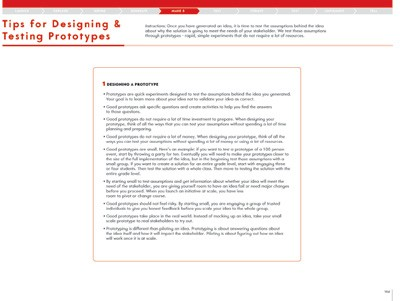 Tips for Designing &
Testing Prototypes
Instructions: Once you have generated an idea, it is time to test the assumptions behind the idea
about why the solution is going to meet the needs of your stakeholder. We test these assumptions
through prototypes – rapid, simple experiments that do not require a lot of resources.
1 DESIGNING A PROTOTYPE
• Prototypes are quick experiments designed to test the assumptions behind the idea you generated.
Your goal is to learn more about your idea not to validate your idea as correct.
• Good prototypes ask specific questions and create activities to help you find the answers
to those questions.
• Good prototypes do not require a lot of time investment to prepare. When designing your
prototype, think of all the ways that you can test your assumptions without spending a lot of time
planning and preparing.
• Good prototypes do not require a lot of money. When designing your prototype, think of all the
ways you can test your assumptions without spending a lot of money or using a lot of resources.
• Good prototypes are small. Here's an example: if you want to test a prototype of a 100 person
event, start by throwing a party for ten. Eventually you will need to make your prototypes closer to
the size of the full implementation of the idea, but in the beginning test those assumptions with a
small group. If you want to create a solution for an entire grade level, start with engaging three
or four students. Then test the solution with a whole class. Then move to testing the solution with the
entire grade level.
• By starting small to test assumptions and get information about whether your idea will meet the
need of the stakeholder, you are giving yourself room to have an idea fail or need major changes
before you proceed. When you launch an initiative at scale, you have less
room to pivot or change course.
• Good prototypes should not feel risky. By starting small, you are engaging a group of trusted
individuals to give you honest feedback before you scale your idea to the whole group.
• Good prototypes take place in the real world. Instead of mocking up an idea, take your small
scale prototype to real stakeholders to try out.
• Prototyping is different than piloting an idea. Prototyping is about answering questions about
the idea itself and how it will impact the stakeholder. Piloting is about figuring out how an idea
will work once it is at scale.